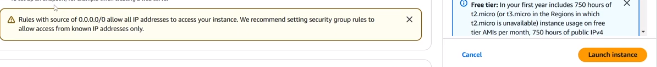 Rules with source of 0.0.0.0/0 allow all IP addresses to access your instance. We recommend setting security group rules to
allow access from known IP addresses only.
Free tier: In your first year includes 750 hours of
t2.micro (or t3.micro in the Regions in which
t2.micro is unavailable) instance usage on free
tier AMIs per month, 750 hours of public IPv4
Cancel
Launch instance